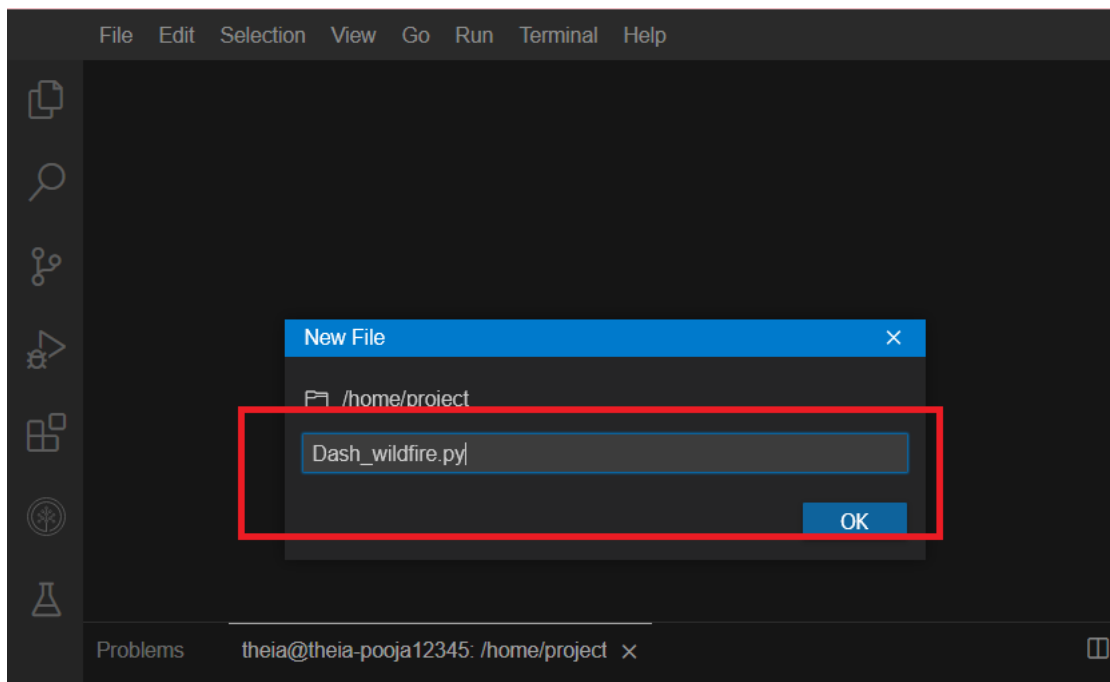 File Edit Selection View Go Run Terminal Help
New File
/home/project
Dash_wildfire.py
OK
Problems theia@theia-pooja12345: /home/project